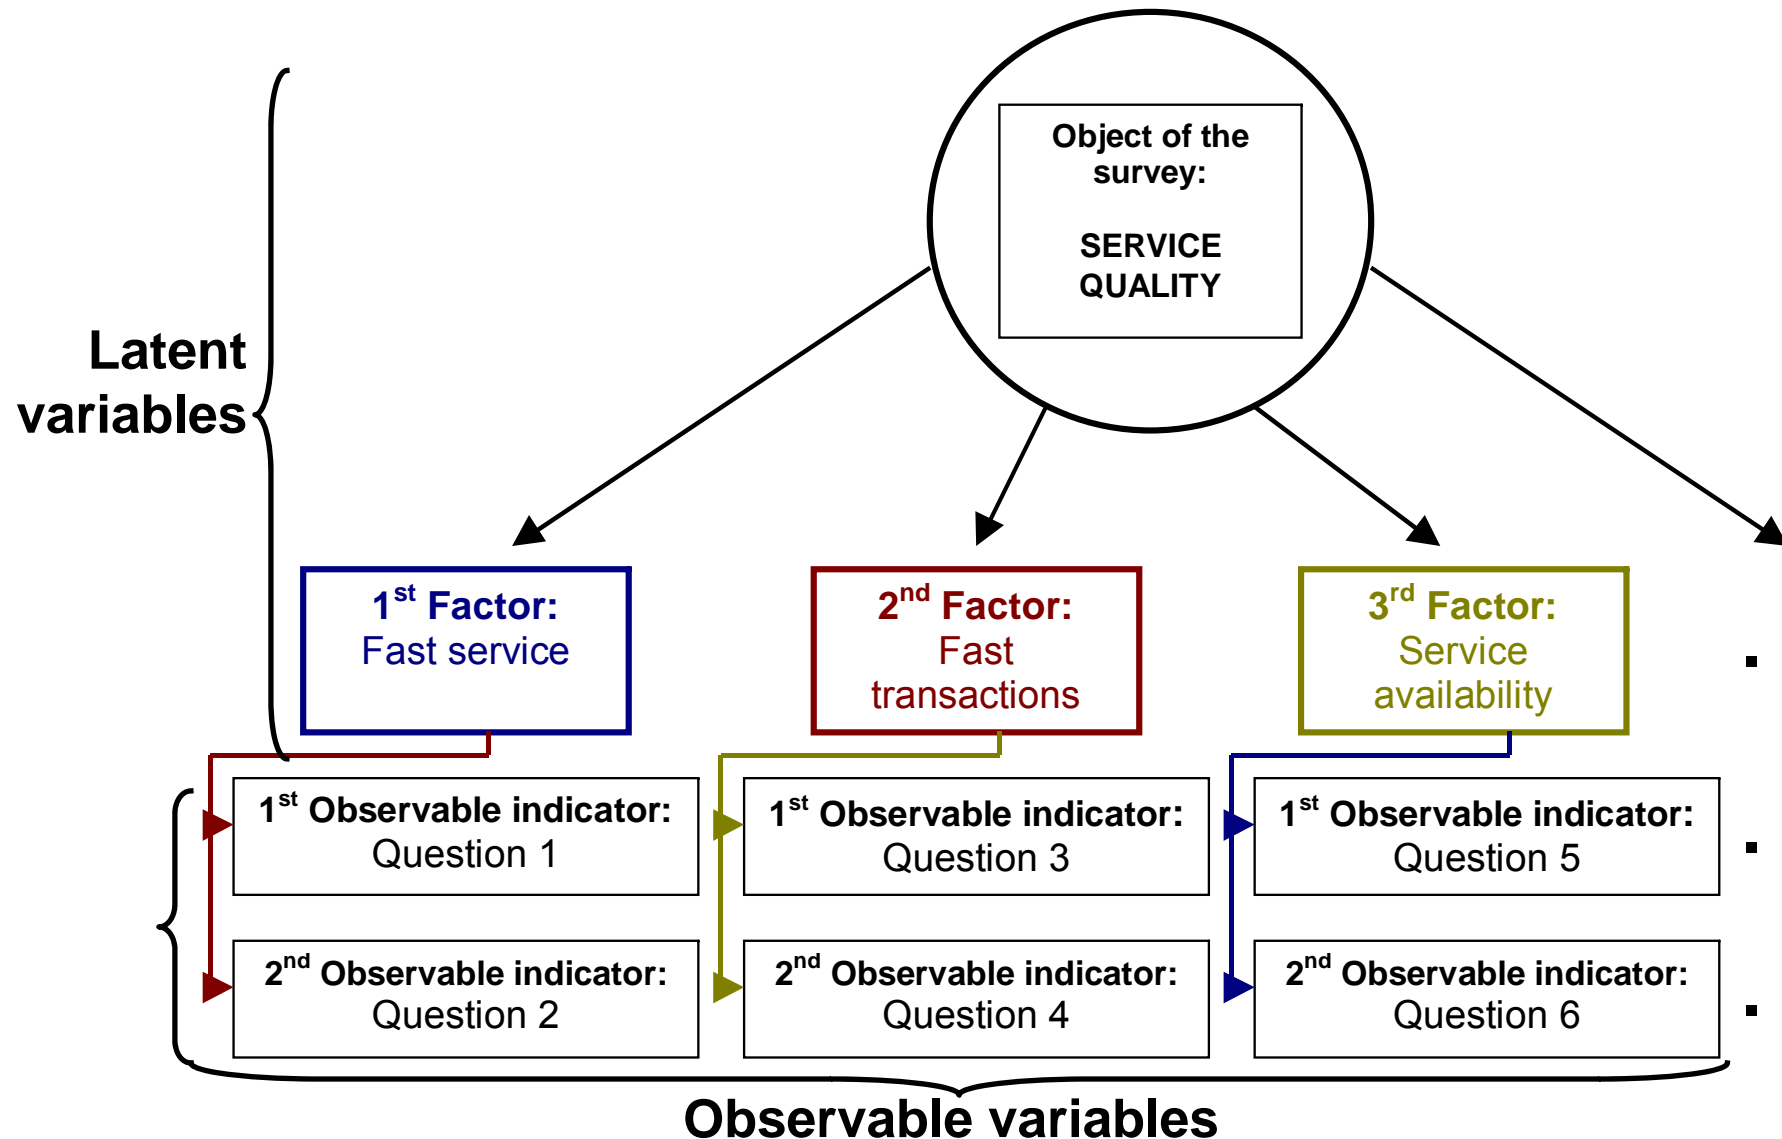 Object of the
survey:
SERVICE
QUALITY
Latent
variables
1st Factor:
Fast service
2nd Factor:
Fast
transactions
3rd Factor:
Service
availability
1st Observable indicator:
Question 1
1st Observable indicator:
Question 3
1st Observable indicator:
Question 5
2nd Observable indicator:
Question 2
2nd Observable indicator:
Question 4
2nd Observable indicator:
Question 6
Observable variables